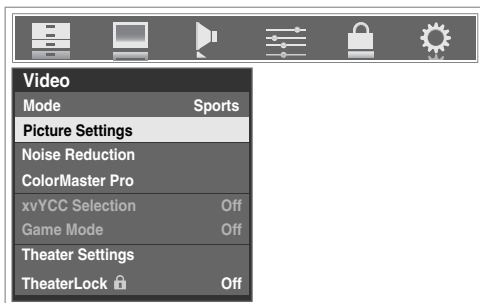 Video
Mode Sports
Picture Settings
Noise Reduction
ColorMaster Pro
xvYCC Selection Off
Game Mode Off
Theater Settings
TheaterLock Off